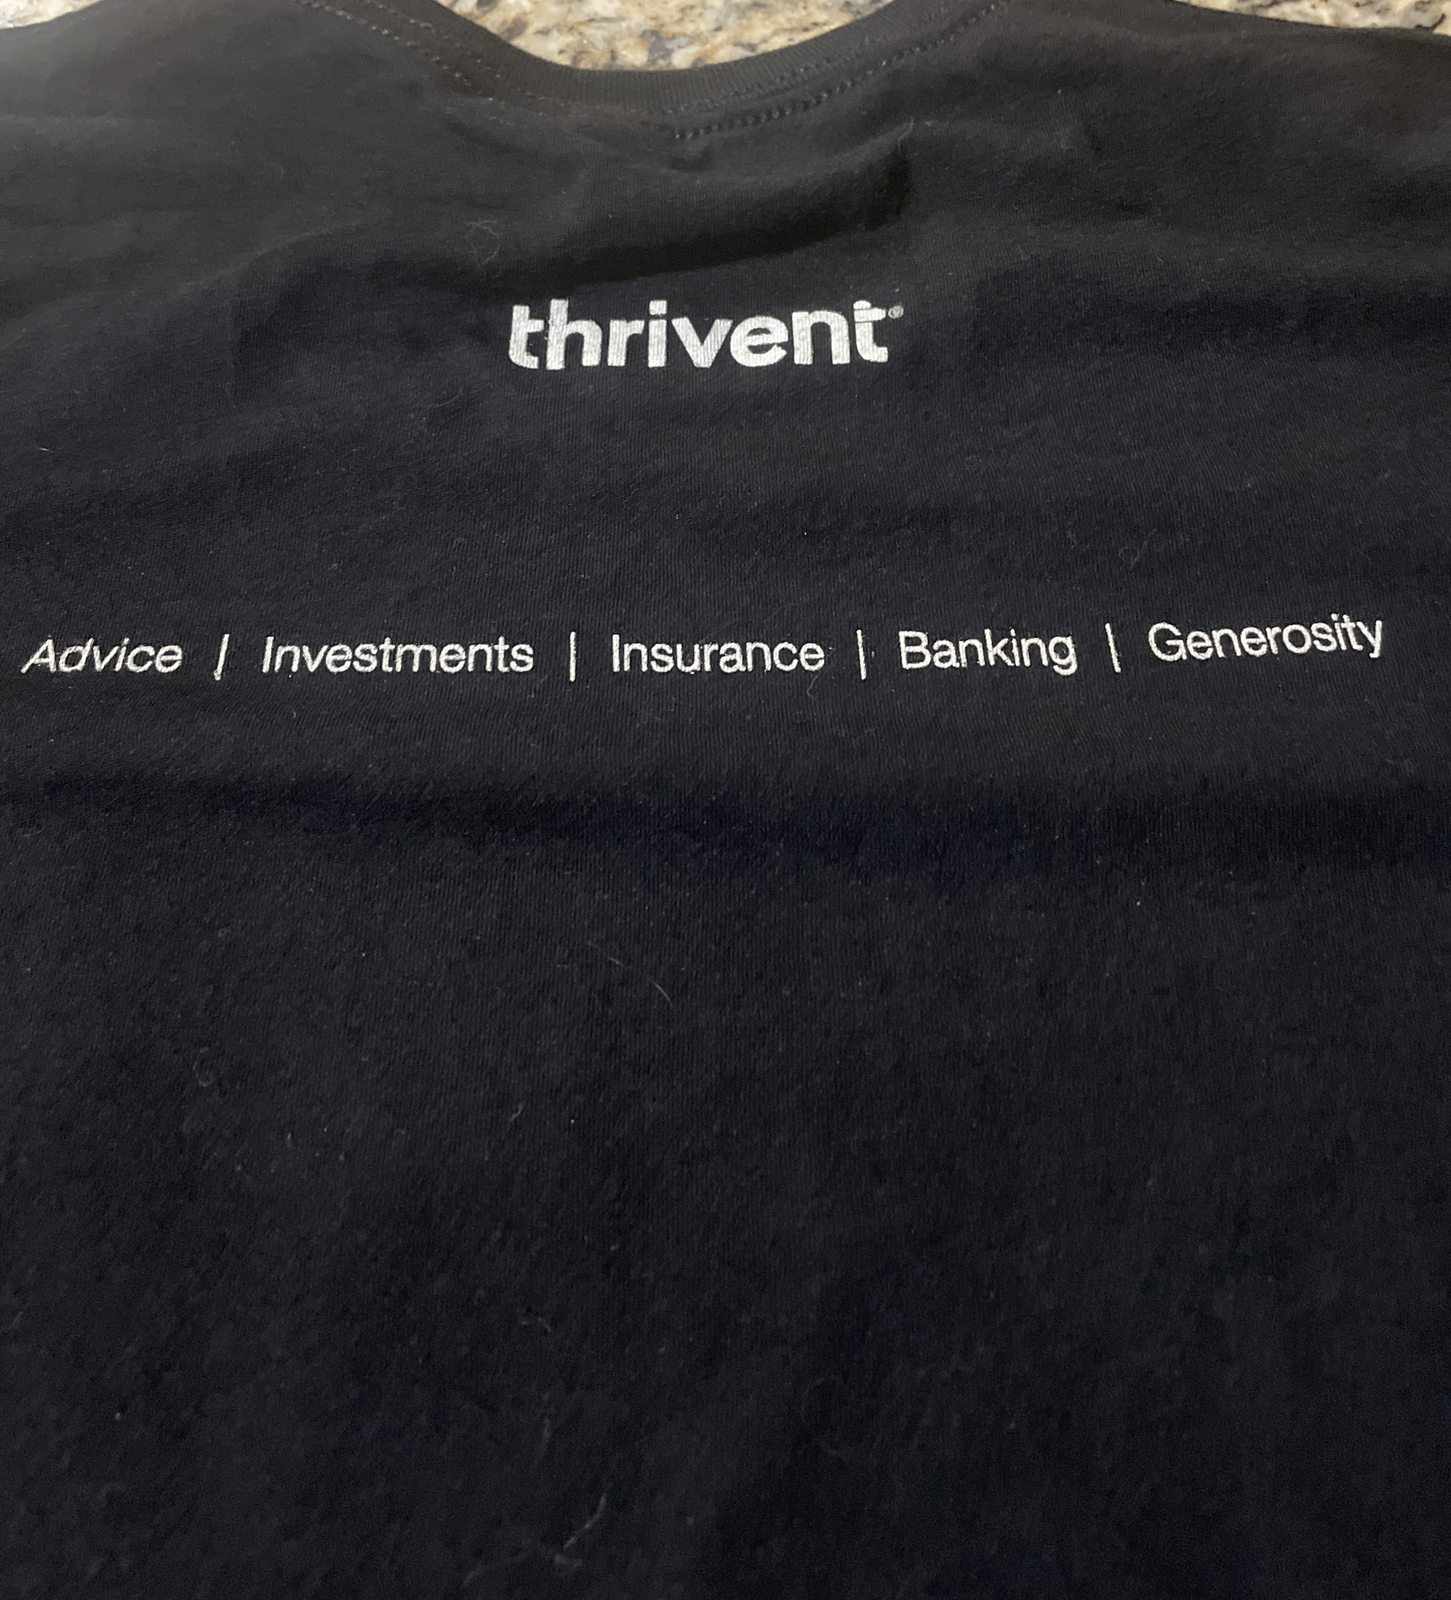 thrivent®
Advice | Investments | Insurance | Banking | Generosity